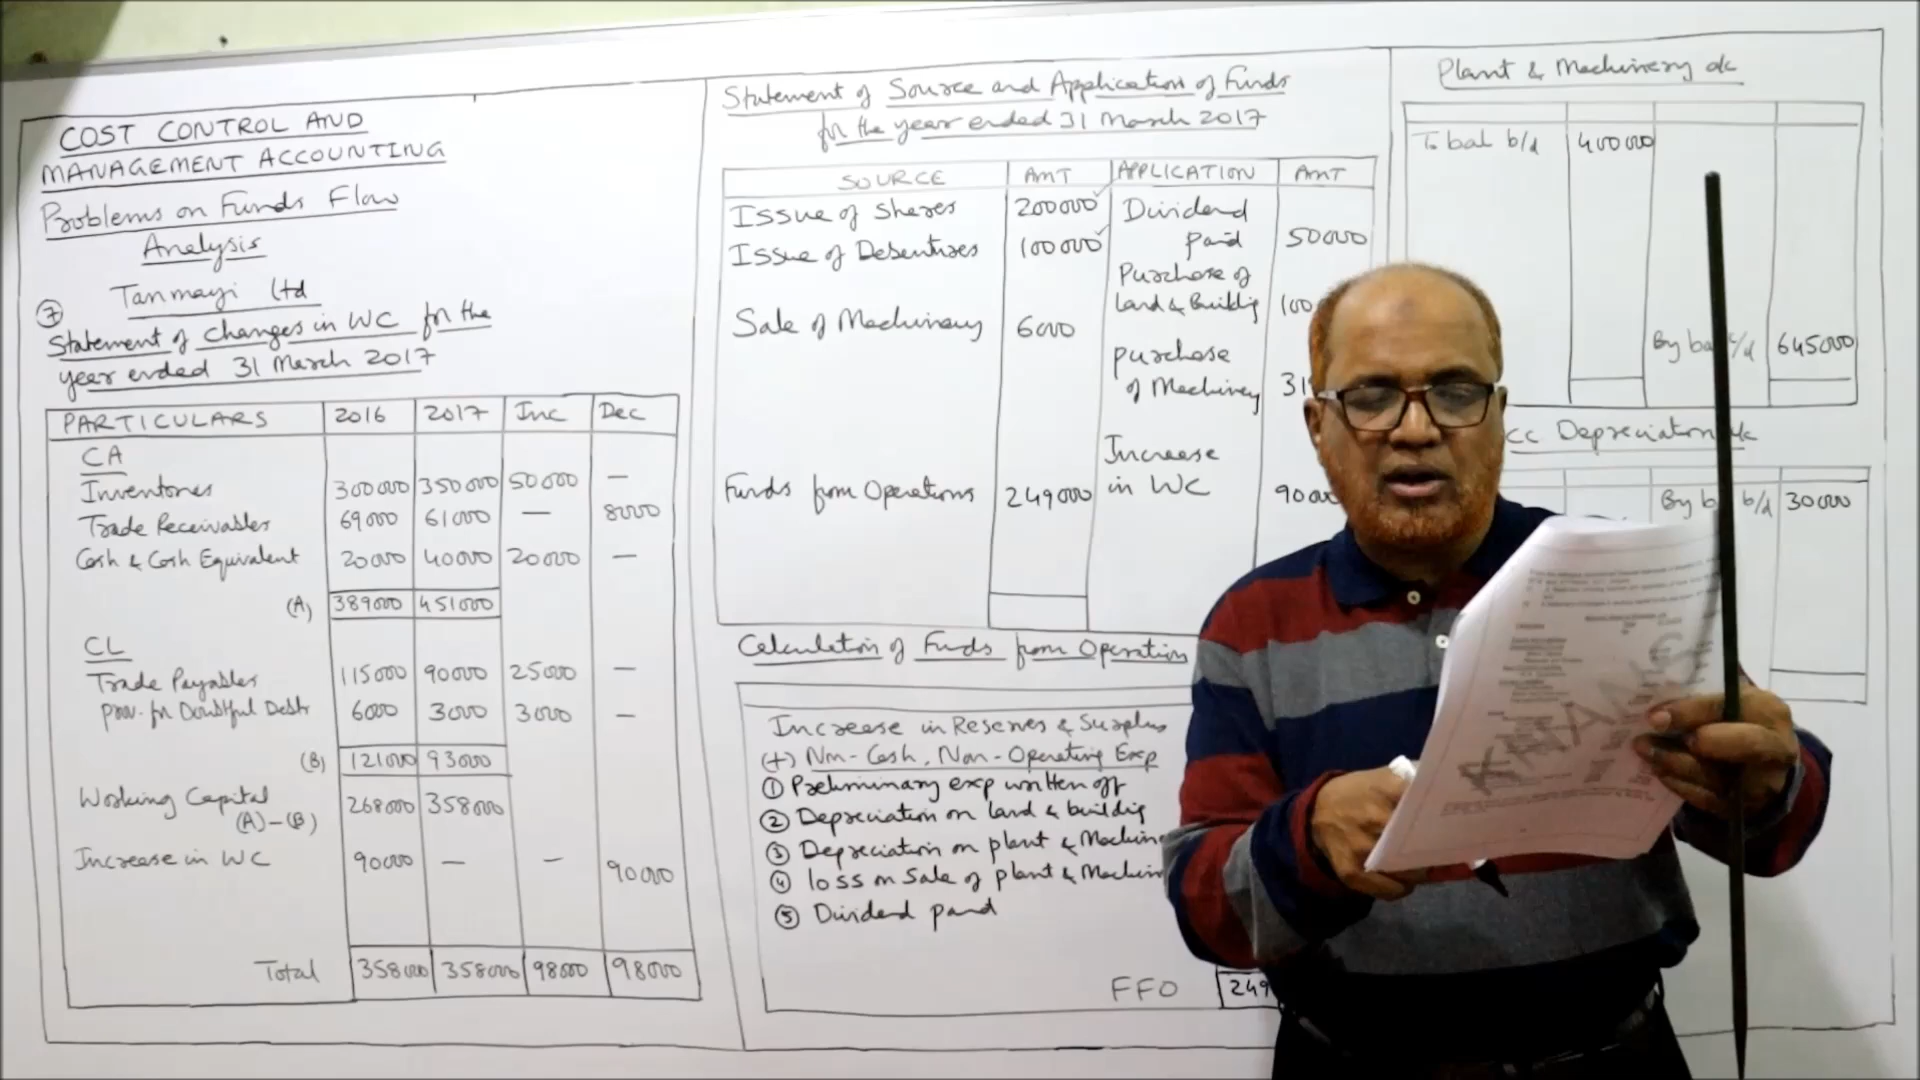 COST CONTROL AND
MANAGEMENT ACCOUNTING
Problems on Funds Flow
Analysis
Tanmayi Ltd
7
Statement of Changes in WC for the
year ended 31 March 2017
PARTICULARS 2016 2017 Inc Dec
CA
Inventories 300000 350000 50000 —
Trade Receivables 69000 61000 — 8000
Cash & Cash Equivalent 20000 40000 20000 —
(A) 389000 451000
CL
Trade Payables 115000 90000 25000 —
Prov. for Doubtful Debts 6000 3000 3000 —
(B) 121000 93000
Working Capital 268000 358000
(A) - (B)
Increase in WC 90000 — — 90000
Total 358000 358000 98000 98000
Statement of Source and Application of Funds
for the year ended 31 March 2017
SOURCE AMT APPLICATION AMT
Issue of Shares 200000 Dividend
paid 50000
Issue of Debentures 100000
Purchase of
Land & Building 100
Sale of Machinery 6000
purchase
of Machinery 31
Increase
Funds from Operations 249000 in WC 90000
Calculation of Funds from Operation
Increase in Reserves & Surplus
(+) Non-Cash, Non-Operating Exp
1 Preliminary exp written off
2 Depreciation on land & building
3 Depreciation on plant & Machine
4 loss on Sale of plant & Machin
5 Dividend paid
FFO 249
Plant & Machinery a/c
To bal b/d 400000
By bal c/d 645000
cc Depreciation a/c
By b b/d 30000